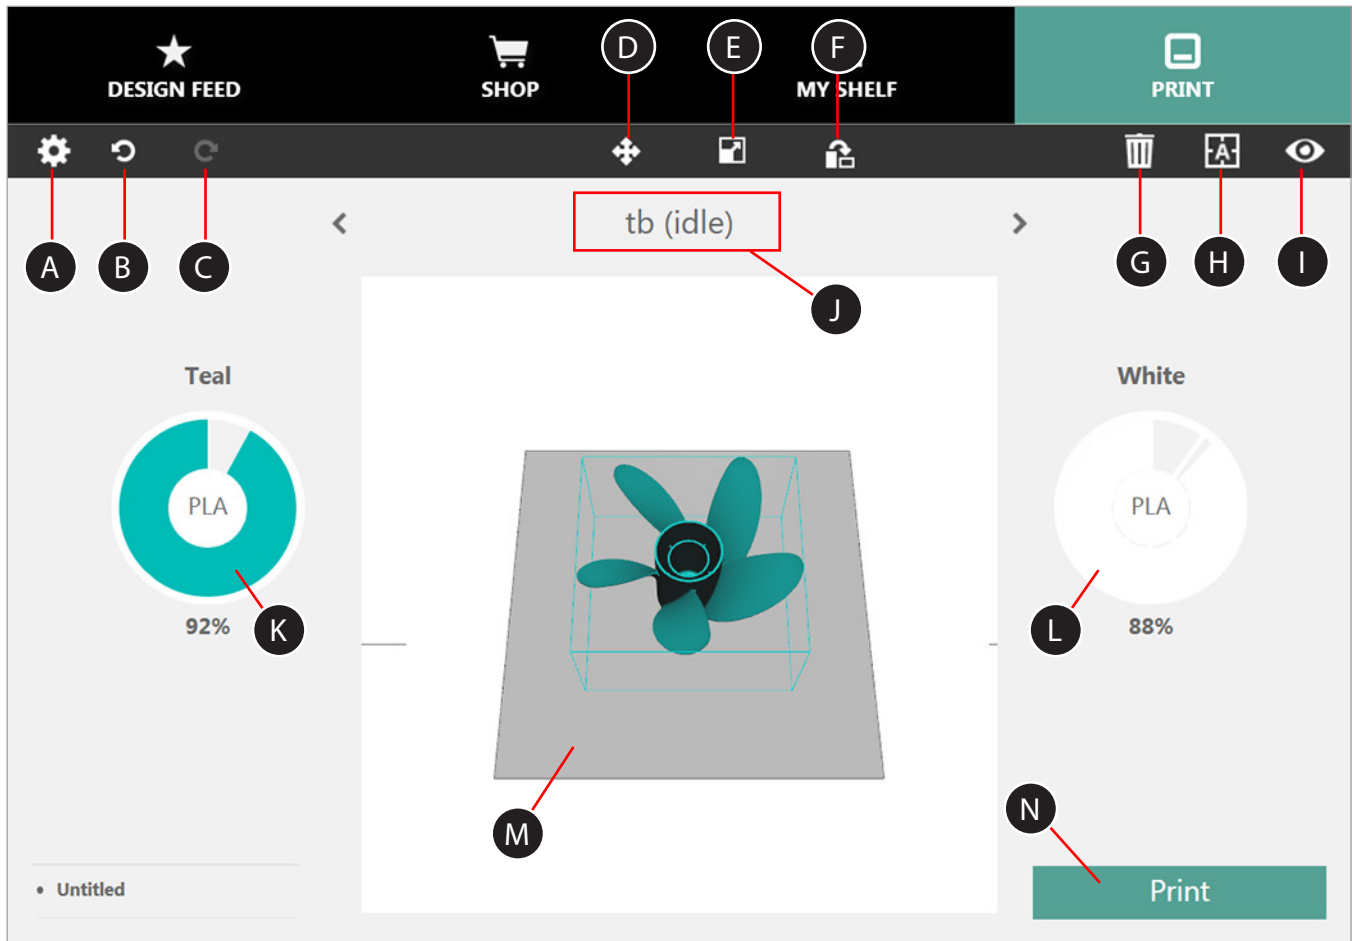 D E F
DESIGN FEED SHOP MY SHELF PRINT
A
tb (idle)
A B C G H I
J
Teal White
PLA PLA
92% K L 88%
M N
• Untitled Print